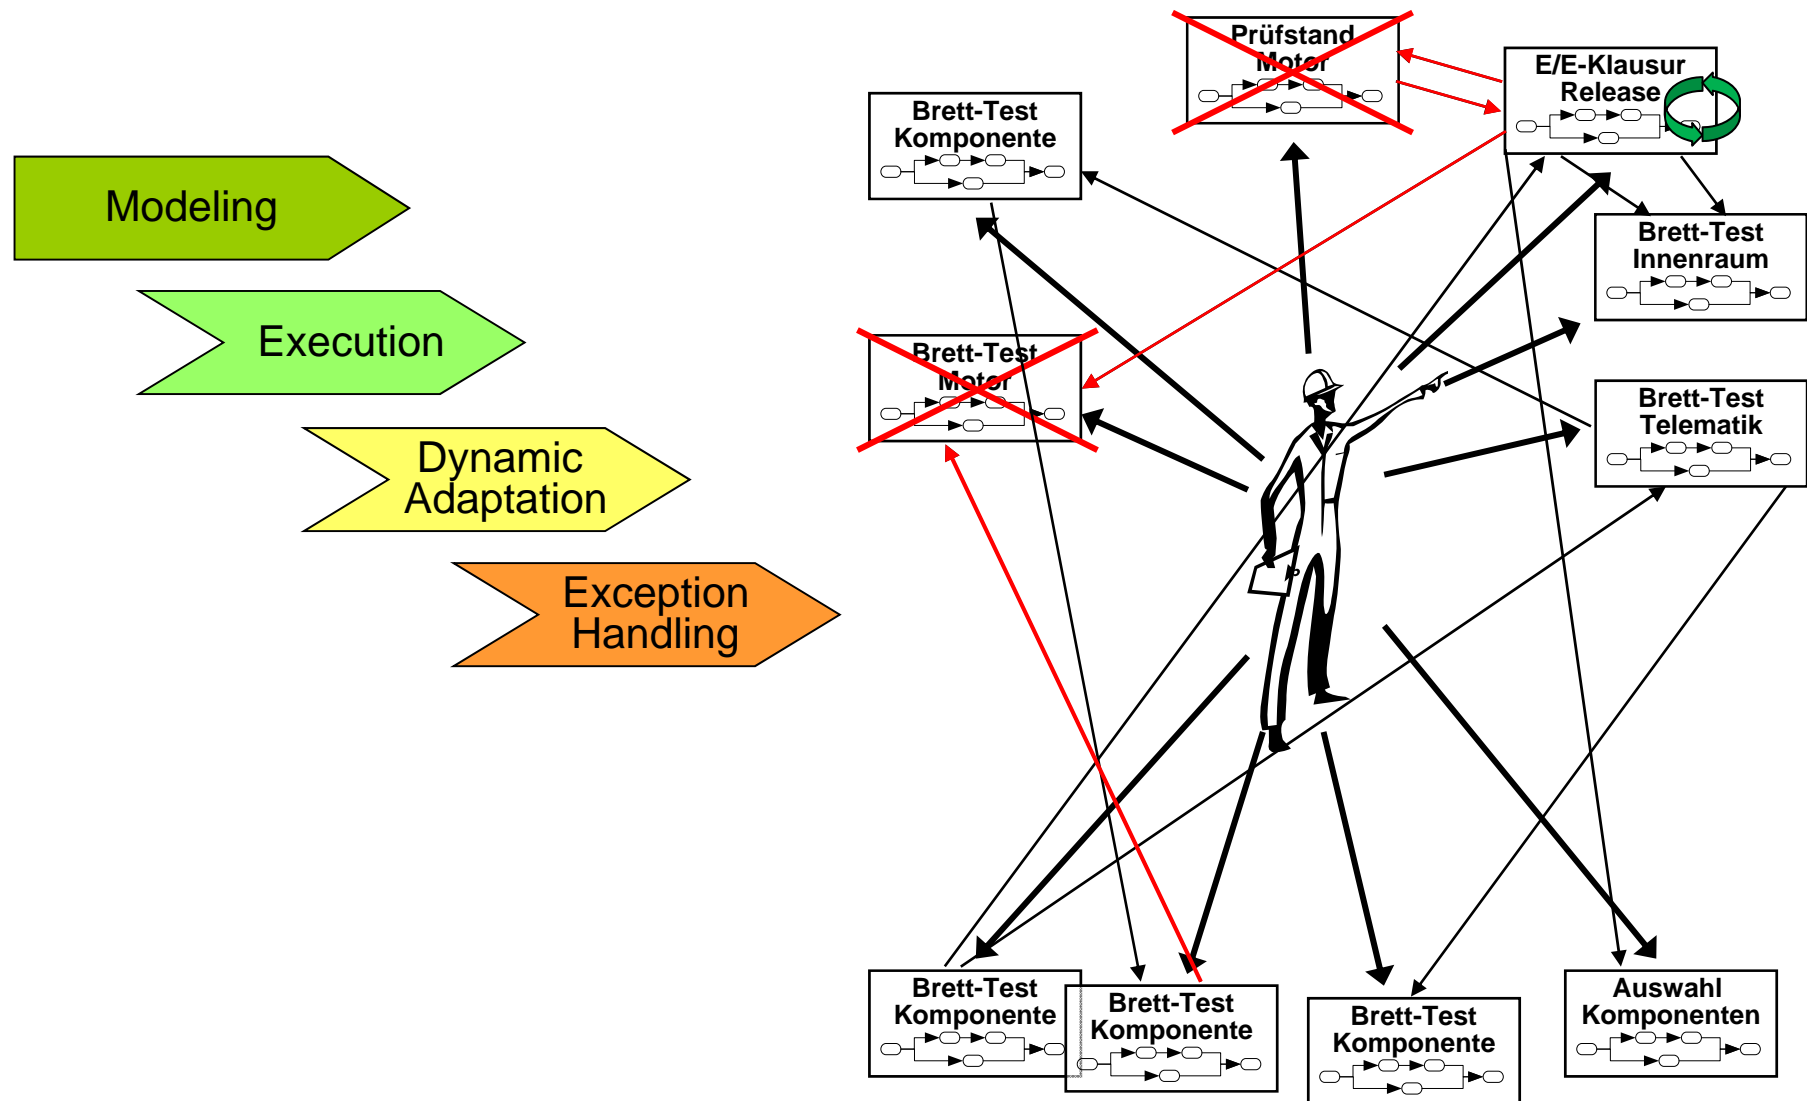 Modeling
Execution
Dynamic
Adaptation
Exception
Handling
Prüfstand
Motor
E/E-Klausur
Release
Brett-Test
Komponente
Brett-Test
Innenraum
Brett-Test
Motor
Brett-Test
Telematik
Brett-Test
Komponente
Brett-Test
Komponente
Brett-Test
Komponente
Auswahl
Komponenten